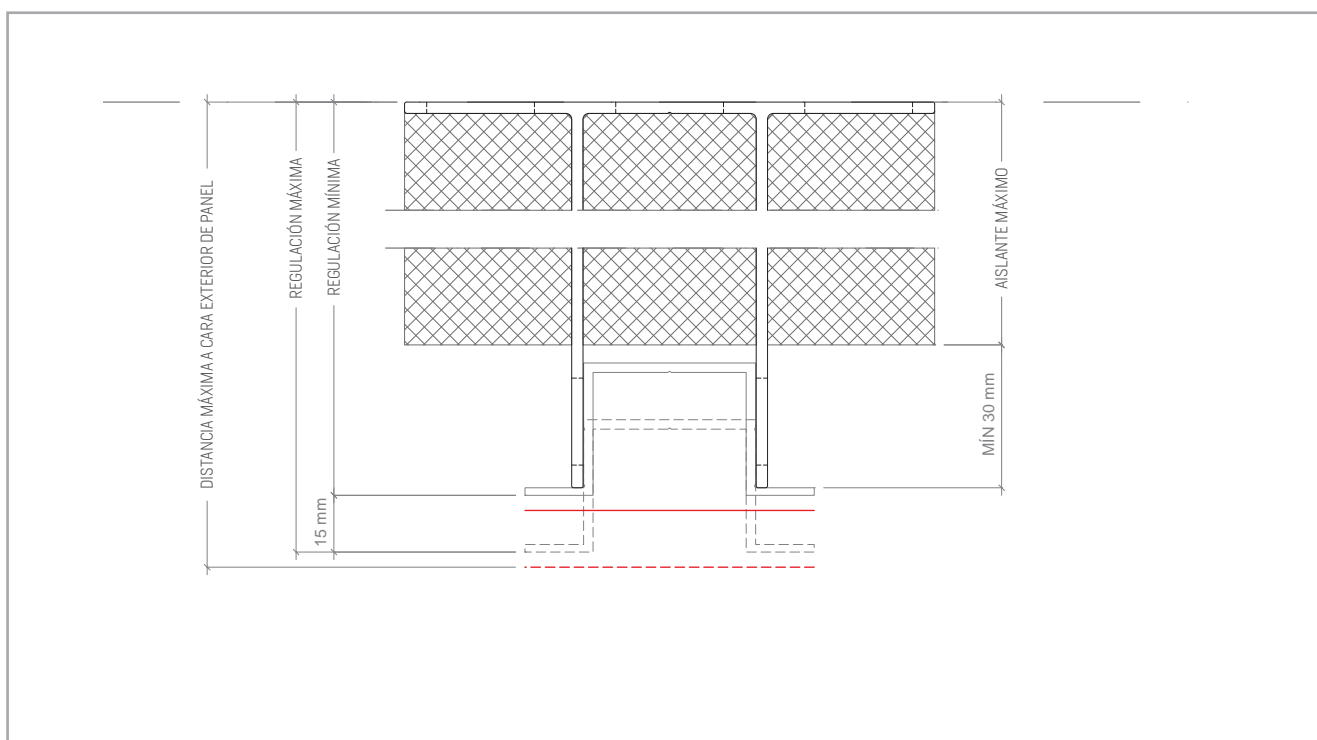 DISTANCIA MÁXIMA A CARA EXTERIOR DE PANEL
REGULACIÓN MÁXIMA
REGULACIÓN MÍNIMA
15 mm
AISLANTE MÁXIMO
MÍN 30 mm